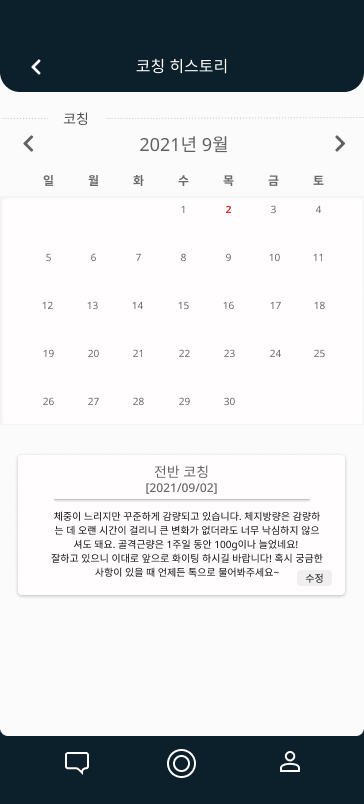 코칭 히스토리
코칭
2021년 9월
일 월 화 수 목 금 토
1 2 3 4
5 6 7 8 9 10 11
12 13 14 15 16 17 18
19 20 21 22 23 24 25
26 27 28 29 30
전반 코칭
[2021/09/02]
체중이 느리지만 꾸준하게 감량되고 있습니다. 체지방량은 감량하
는 데 오랜 시간이 걸리니 큰 변화가 없더라도 너무 낙심하지 않으
셔도 돼요. 골격근량은 1주일 동안 100g이나 늘었네요!
잘하고 있으니 이대로 앞으로 화이팅 하시길 바랍니다! 혹시 궁금한
사항이 있을 때 언제든 톡으로 물어봐주세요~
수정